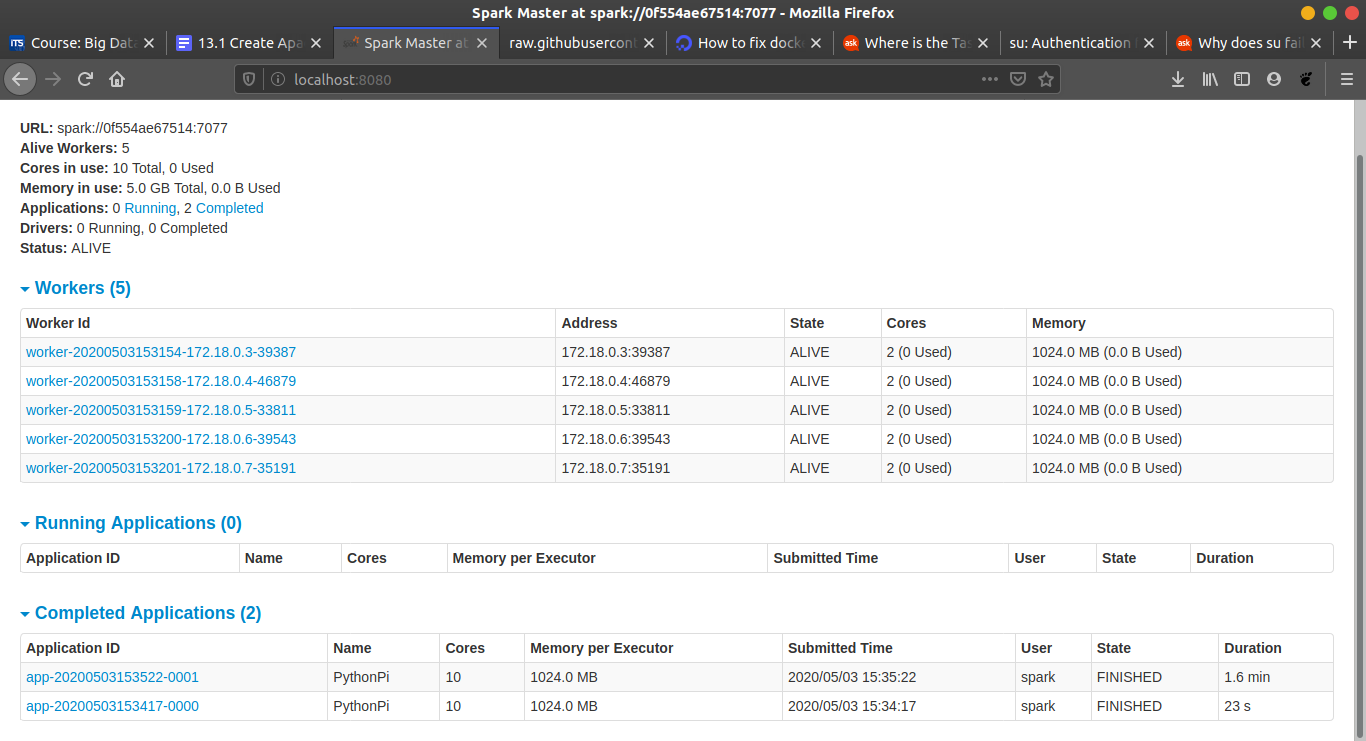 Spark Master at spark://0f554ae67514:7077 - Mozilla Firefox
ITS Course: Big Data 13.1 Create Apa Spark Master at raw.githubusercont How to fix docke ask Where is the Tas su: Authentication ask Why does su fail
localhost:8080
URL: spark://0f554ae67514:7077
Alive Workers: 5
Cores in use: 10 Total, 0 Used
Memory in use: 5.0 GB Total, 0.0 B Used
Applications: 0 Running, 2 Completed
Drivers: 0 Running, 0 Completed
Status: ALIVE
Workers (5)
Worker Id Address State Cores Memory
worker-20200503153154-172.18.0.3-39387 172.18.0.3:39387 ALIVE 2 (0 Used) 1024.0 MB (0.0 B Used)
worker-20200503153158-172.18.0.4-46879 172.18.0.4:46879 ALIVE 2 (0 Used) 1024.0 MB (0.0 B Used)
worker-20200503153159-172.18.0.5-33811 172.18.0.5:33811 ALIVE 2 (0 Used) 1024.0 MB (0.0 B Used)
worker-20200503153200-172.18.0.6-39543 172.18.0.6:39543 ALIVE 2 (0 Used) 1024.0 MB (0.0 B Used)
worker-20200503153201-172.18.0.7-35191 172.18.0.7:35191 ALIVE 2 (0 Used) 1024.0 MB (0.0 B Used)
Running Applications (0)
Application ID Name Cores Memory per Executor Submitted Time User State Duration
Completed Applications (2)
Application ID Name Cores Memory per Executor Submitted Time User State Duration
app-20200503153522-0001 PythonPi 10 1024.0 MB 2020/05/03 15:35:22 spark FINISHED 1.6 min
app-20200503153417-0000 PythonPi 10 1024.0 MB 2020/05/03 15:34:17 spark FINISHED 23 s